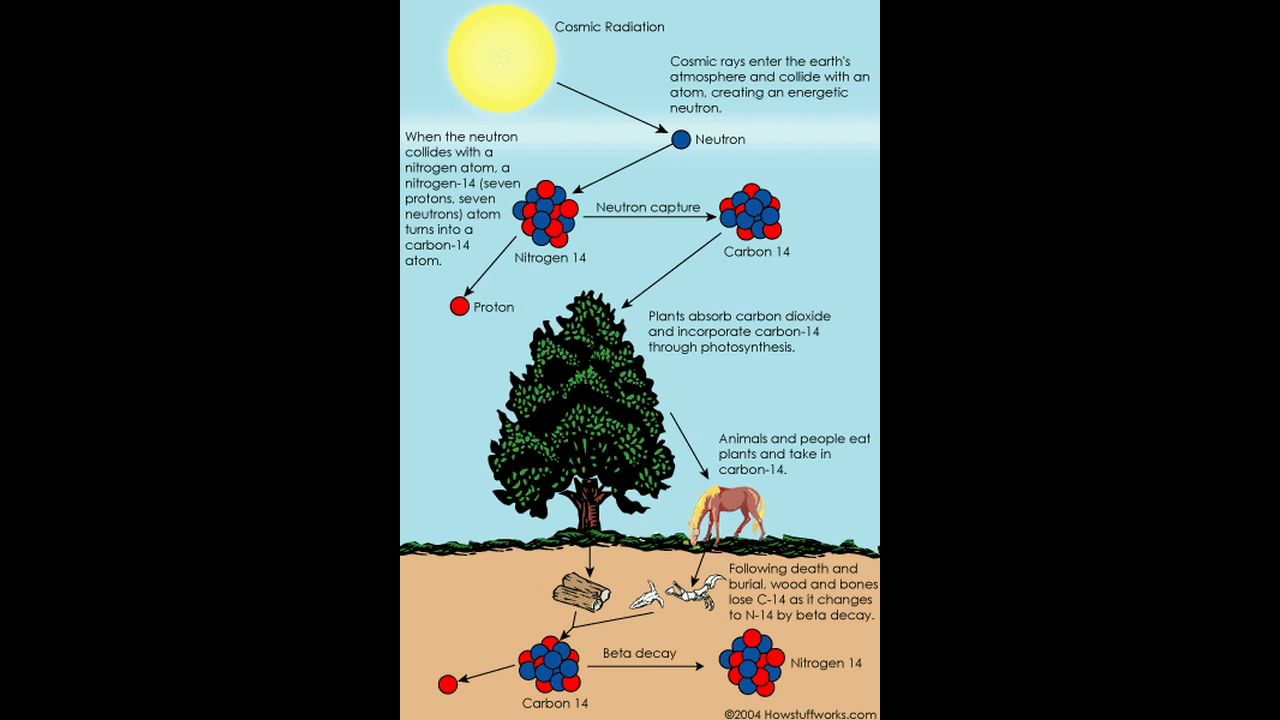 Cosmic Radiation
Cosmic rays enter the earth's
atmosphere and collide with an
atom, creating an energetic
neutron.
Neutron
When the neutron
collides with a
nitrogen atom, a
nitrogen-14 (seven
protons, seven
neutrons) atom
turns into a
carbon-14
atom.
Neutron capture
Nitrogen 14
Carbon 14
Proton
Plants absorb carbon dioxide
and incorporate carbon-14
through photosynthesis.
Animals and people eat
plants and take in
carbon-14.
Following death and
burial, wood and bones
lose C-14 as it changes
to N-14 by beta decay.
Beta decay
Carbon 14
Nitrogen 14
©2004 Howstuffworks.com